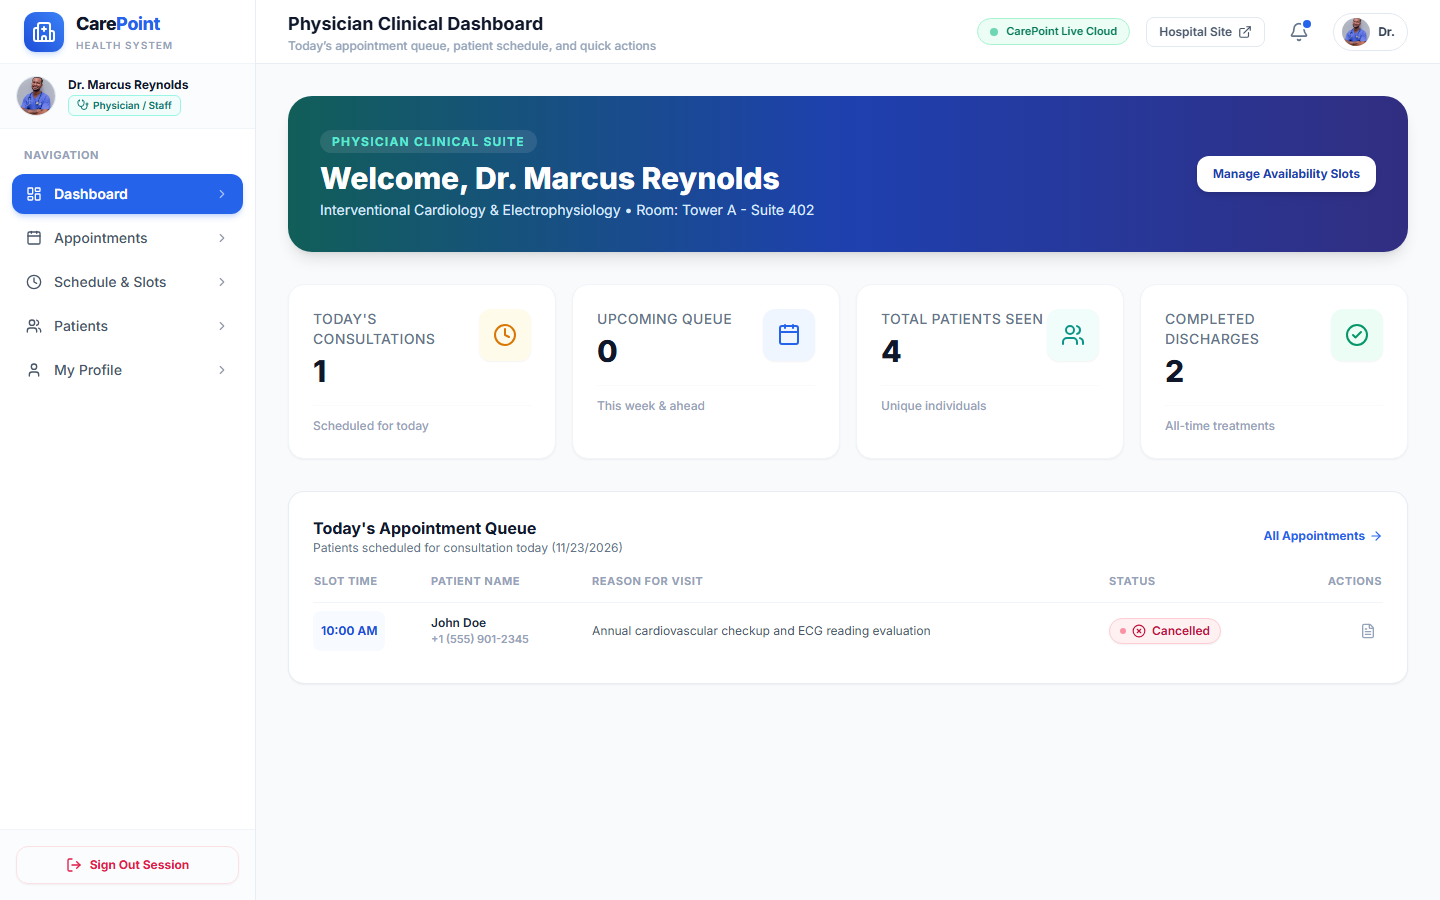 CarePoint
HEALTH SYSTEM
Dr. Marcus Reynolds
Physician / Staff
NAVIGATION
Dashboard
Appointments
Schedule & Slots
Patients
My Profile
Sign Out Session
Physician Clinical Dashboard
Today's appointment queue, patient schedule, and quick actions
CarePoint Live Cloud
Hospital Site
Dr.
PHYSICIAN CLINICAL SUITE
Welcome, Dr. Marcus Reynolds
Interventional Cardiology & Electrophysiology • Room: Tower A - Suite 402
Manage Availability Slots
TODAY'S
CONSULTATIONS
1
Scheduled for today
UPCOMING QUEUE
0
This week & ahead
TOTAL PATIENTS SEEN
4
Unique individuals
COMPLETED
DISCHARGES
2
All-time treatments
Today's Appointment Queue
Patients scheduled for consultation today (11/23/2026)
All Appointments
SLOT TIME PATIENT NAME REASON FOR VISIT STATUS ACTIONS
10:00 AM
John Doe
+1 (555) 901-2345
Annual cardiovascular checkup and ECG reading evaluation
Cancelled